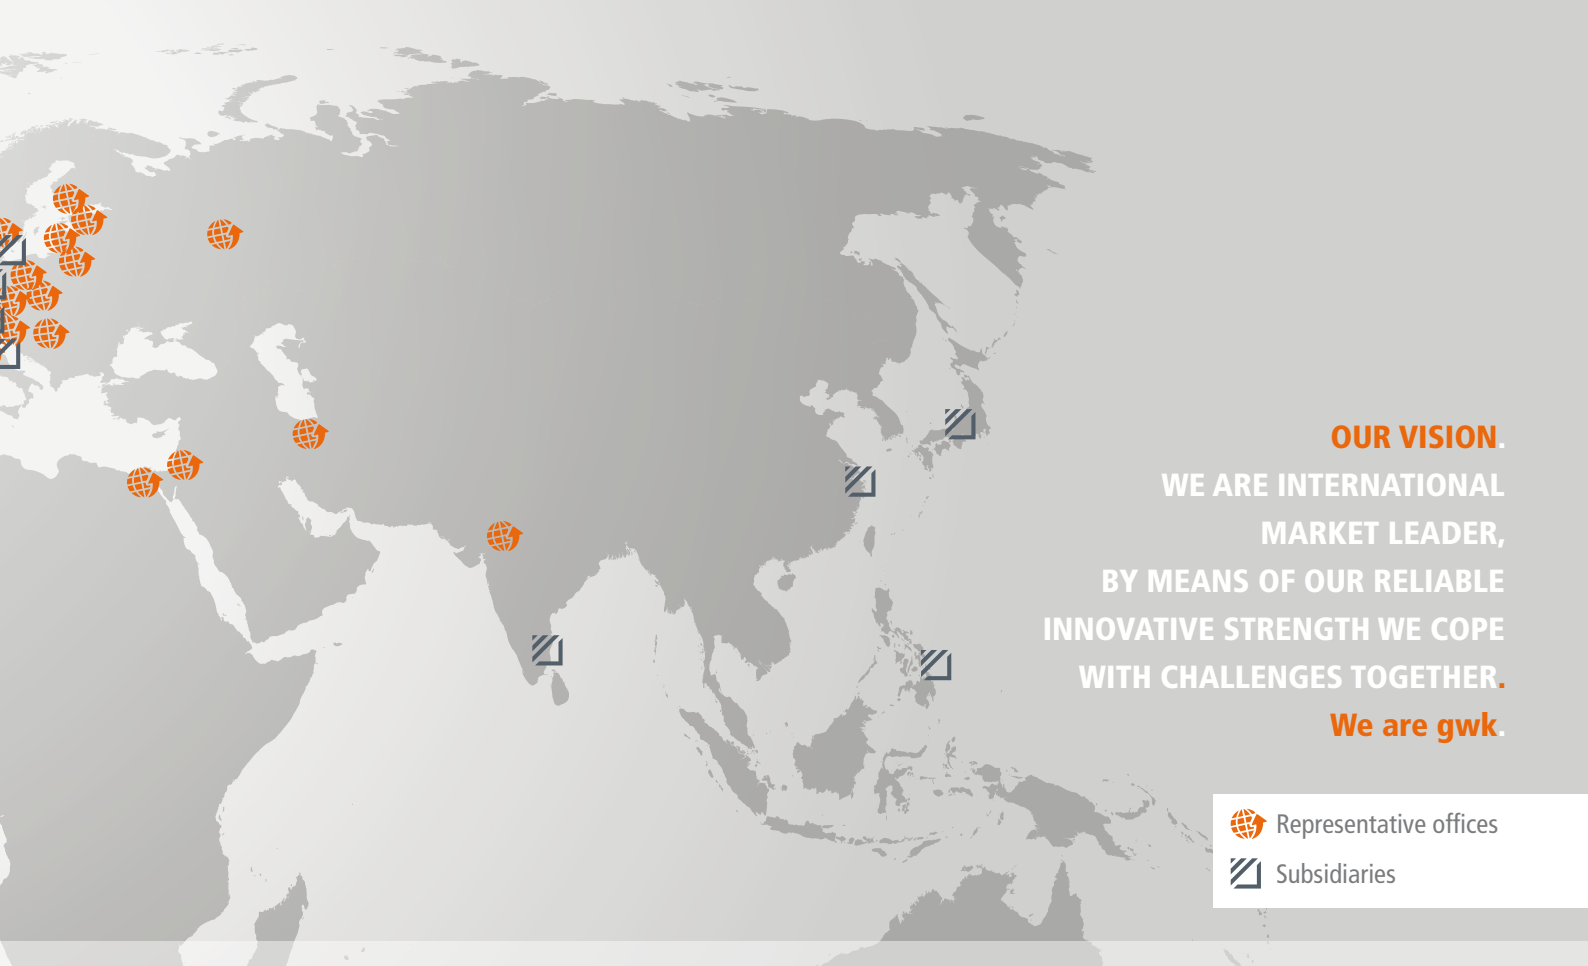 OUR VISION.
WE ARE INTERNATIONAL
MARKET LEADER,
BY MEANS OF OUR RELIABLE
INNOVATIVE STRENGTH WE COPE
WITH CHALLENGES TOGETHER.
We are gwk.
Representative offices
Subsidiaries